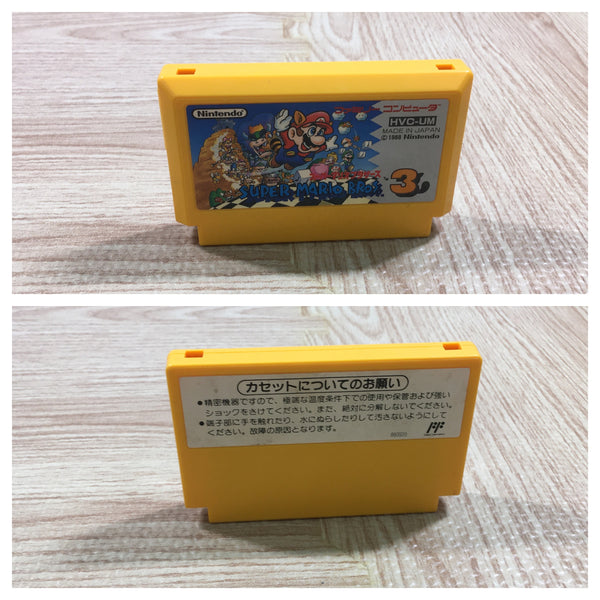 Nintendo
コンピュータ
HVC-UM
MADE IN JAPAN
©1988 Nintendo
SUPER MARIO BROS. 3
カセットについてのお願い
●精密機器ですので、極端な温度条件下での使用や保管および強い
ショックをさけてください。また、絶対に分解しないでください。
●端子部に手を触れたり、水にぬらしたりして汚さないようにして
ください。故障の原因となります。